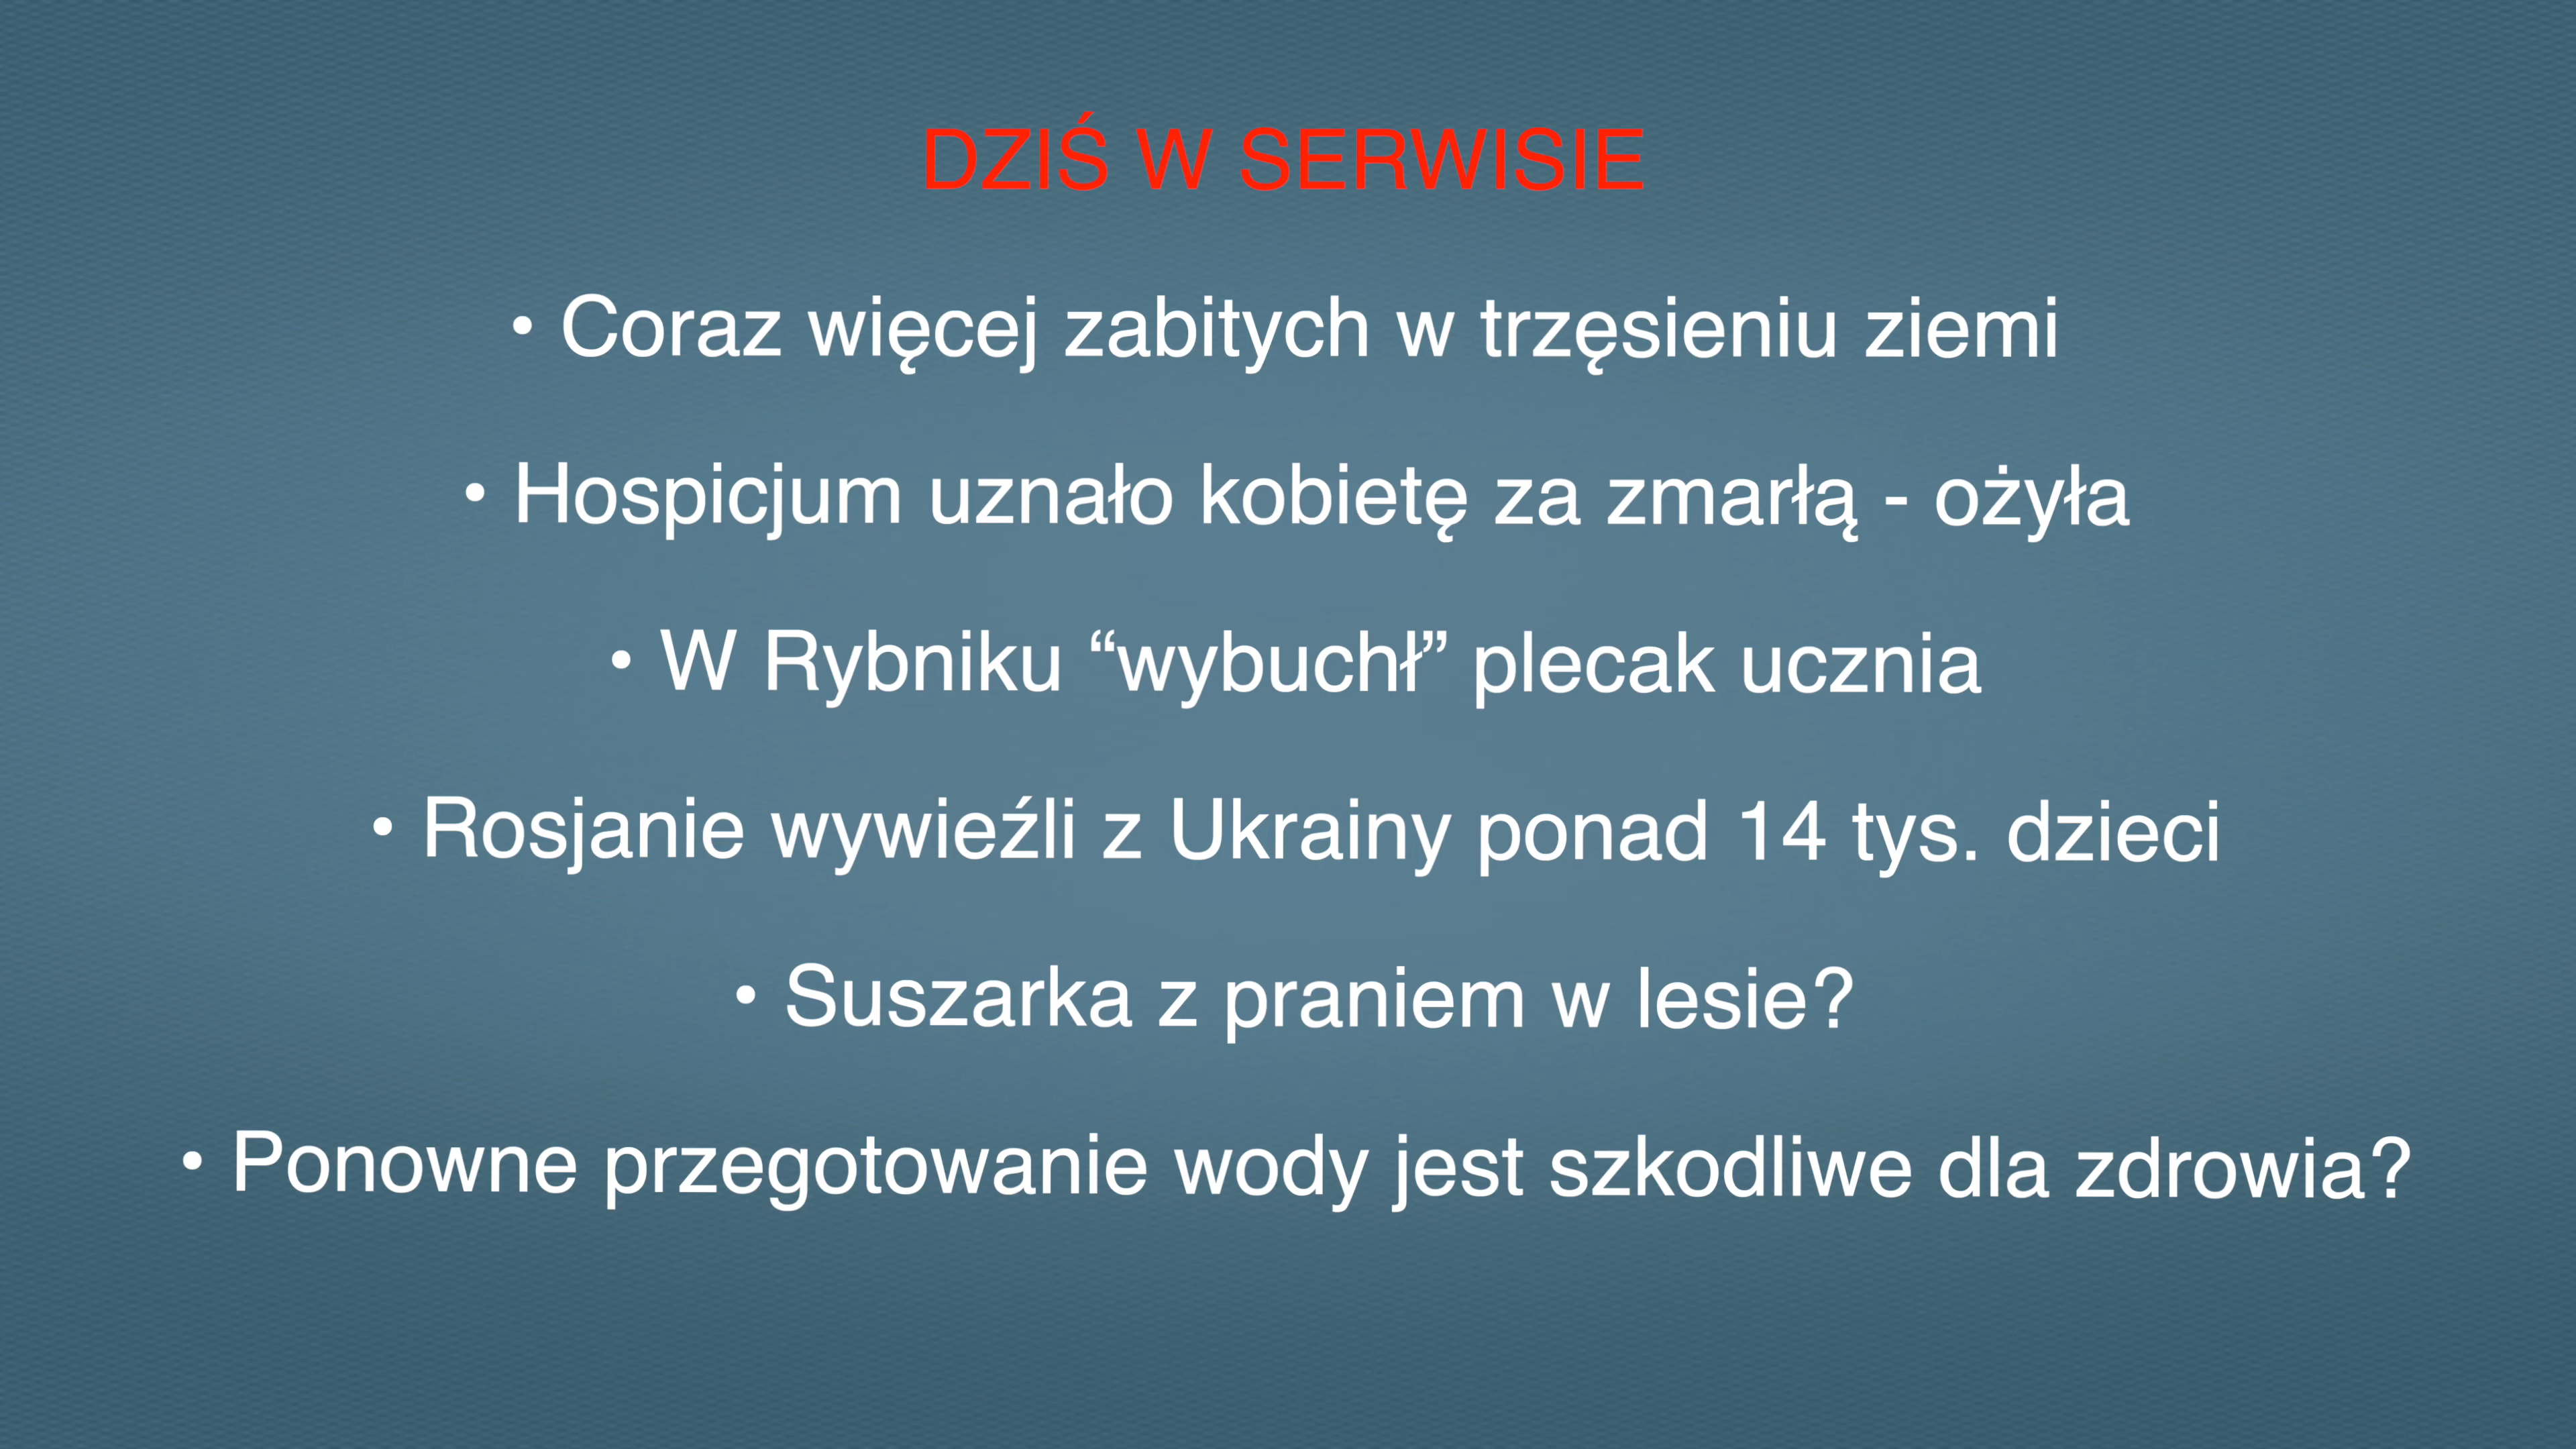 DZIŚ W SERWISIE
• Coraz więcej zabitych w trzęsieniu ziemi
• Hospicjum uznało kobietę za zmarłą - ożyła
• W Rybniku “wybuchł” plecak ucznia
• Rosjanie wywieźli z Ukrainy ponad 14 tys. dzieci
• Suszarka z praniem w lesie?
• Ponowne przegotowanie wody jest szkodliwe dla zdrowia?